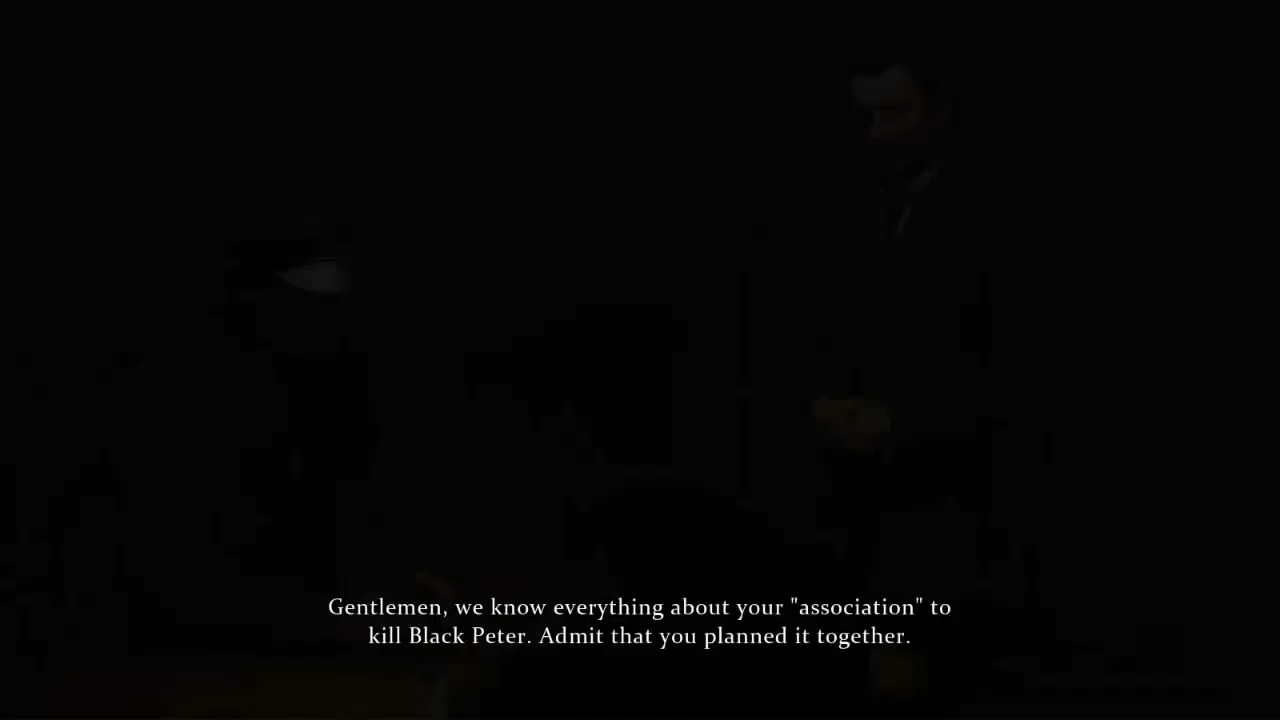 Gentlemen, we know everything about your "association" to
kill Black Peter. Admit that you planned it together.